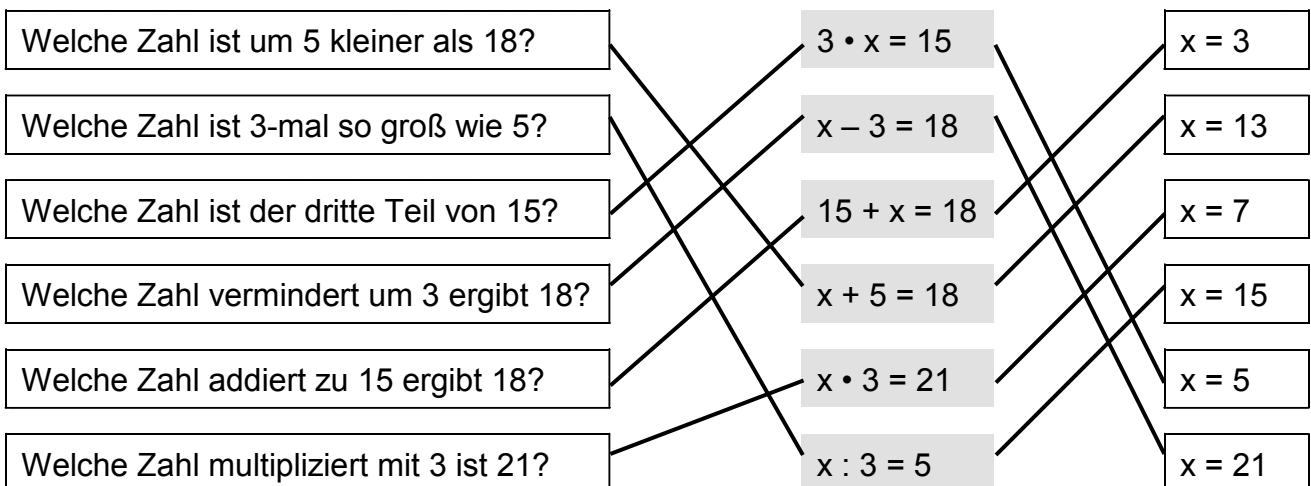 Welche Zahl ist um 5 kleiner als 18? 3 • x = 15 x = 3
Welche Zahl ist 3-mal so groß wie 5? x – 3 = 18 x = 13
Welche Zahl ist der dritte Teil von 15? 15 + x = 18 x = 7
Welche Zahl vermindert um 3 ergibt 18? x + 5 = 18 x = 15
Welche Zahl addiert zu 15 ergibt 18? x • 3 = 21 x = 5
Welche Zahl multipliziert mit 3 ist 21? x : 3 = 5 x = 21